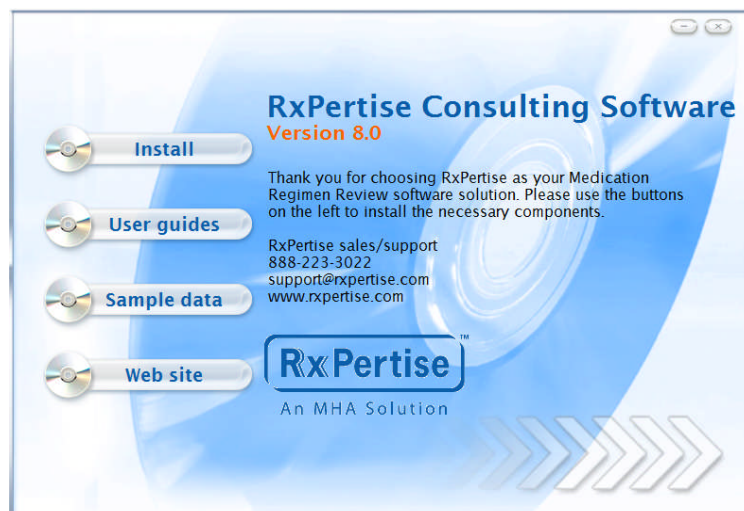 RxPertise Consulting Software
Version 8.0
Install
User guides
Sample data
Web site
Thank you for choosing RxPertise as your Medication
Regimen Review software solution. Please use the buttons
on the left to install the necessary components.
RxPertise sales/support
888-223-3022
support@rxpertise.com
www.rxpertise.com
RxPertise™
An MHA Solution